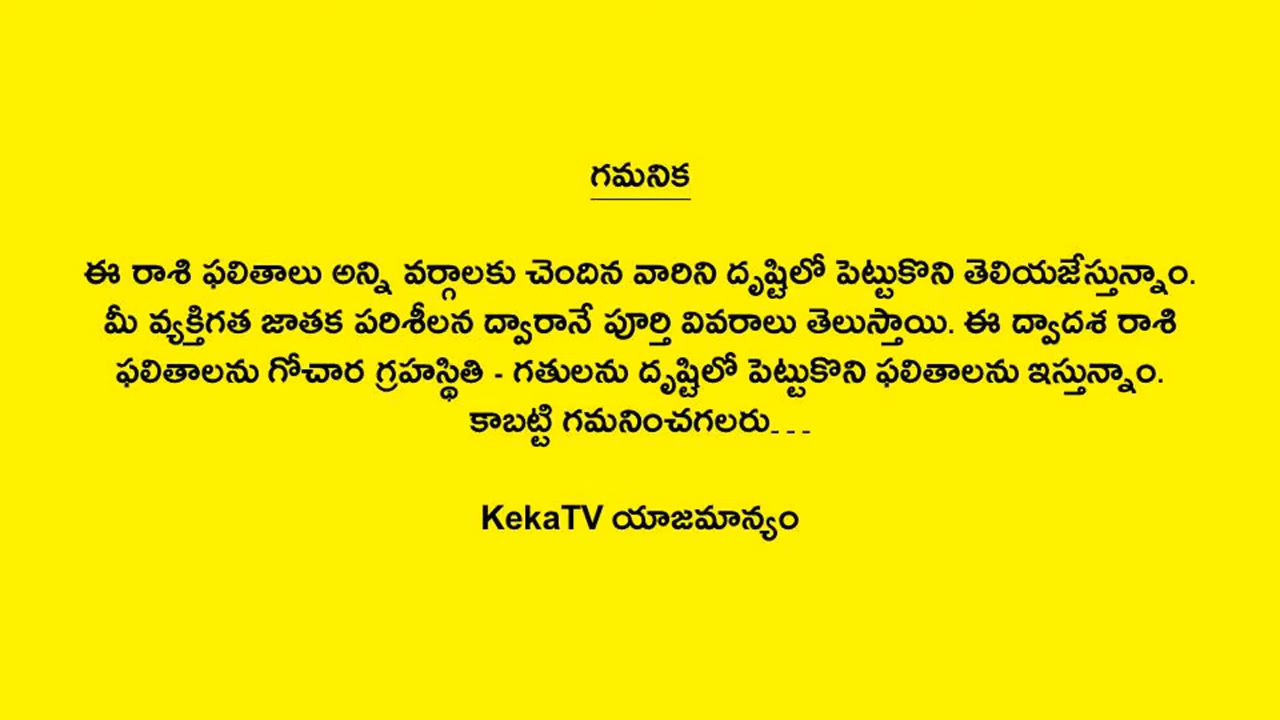 గమనిక
ఈ రాశి ఫలితాలు అన్ని వర్గాలకు చెందిన వారిని దృష్టిలో పెట్టుకొని తెలియజేస్తున్నాం.
మీ వ్యక్తిగత జాతక పరిశీలన ద్వారానే పూర్తి వివరాలు తెలుస్తాయి. ఈ ద్వాదశ రాశి
ఫలితాలను గోచార గ్రహస్థితి - గతులను దృష్టిలో పెట్టుకొని ఫలితాలను ఇస్తున్నాం.
కాబట్టి గమనించగలరు---
KekaTV యాజమాన్యం